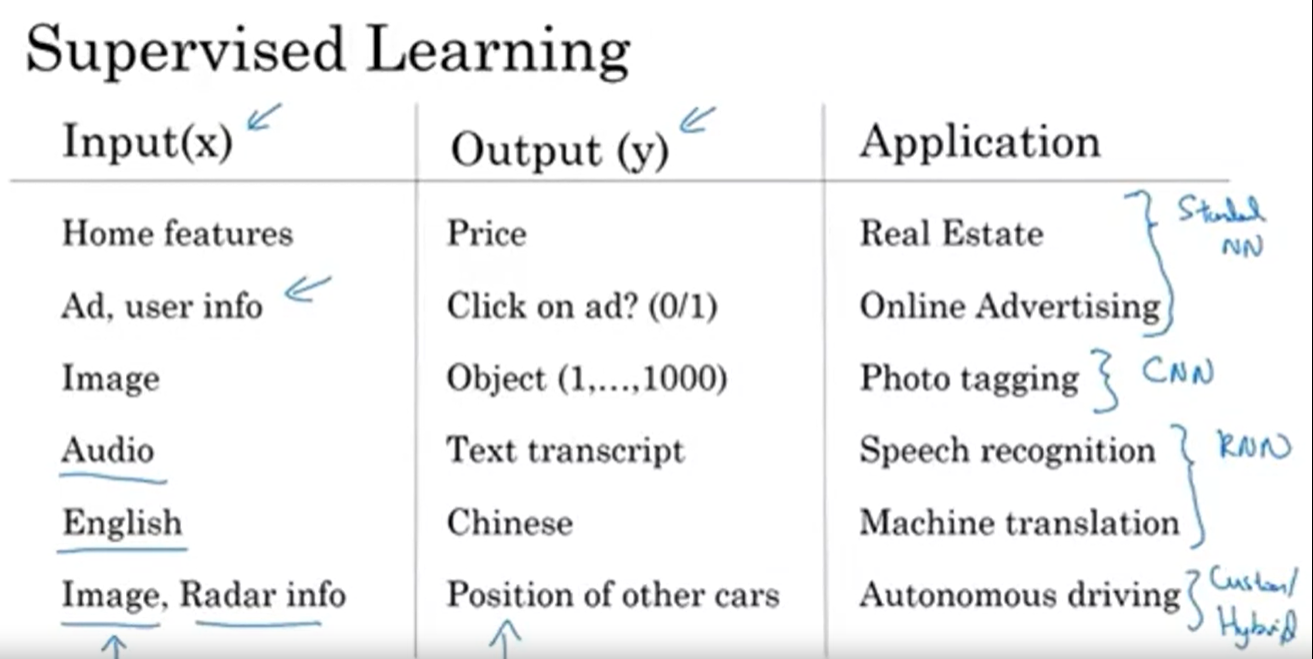 Supervised Learning
Input(x) Output (y) Application
Home features Price Real Estate
Standard
NN
Ad, user info Click on ad? (0/1) Online Advertising
Image Object (1,...,1000) Photo tagging CNN
Audio Text transcript Speech recognition RNN
English Chinese Machine translation
Image, Radar info Position of other cars Autonomous driving Custom/
Hybrid